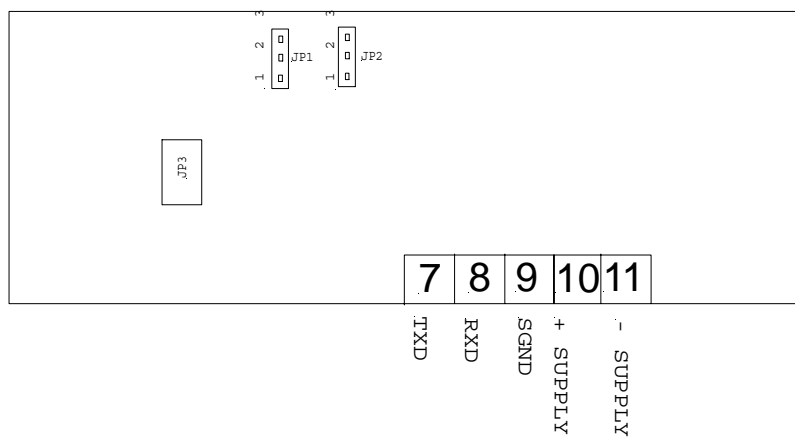 3
3
2
2
JP1
JP2
1
1
JP3
7 8 9 10 11
TXD
RXD
SGND
+ SUPPLY
- SUPPLY